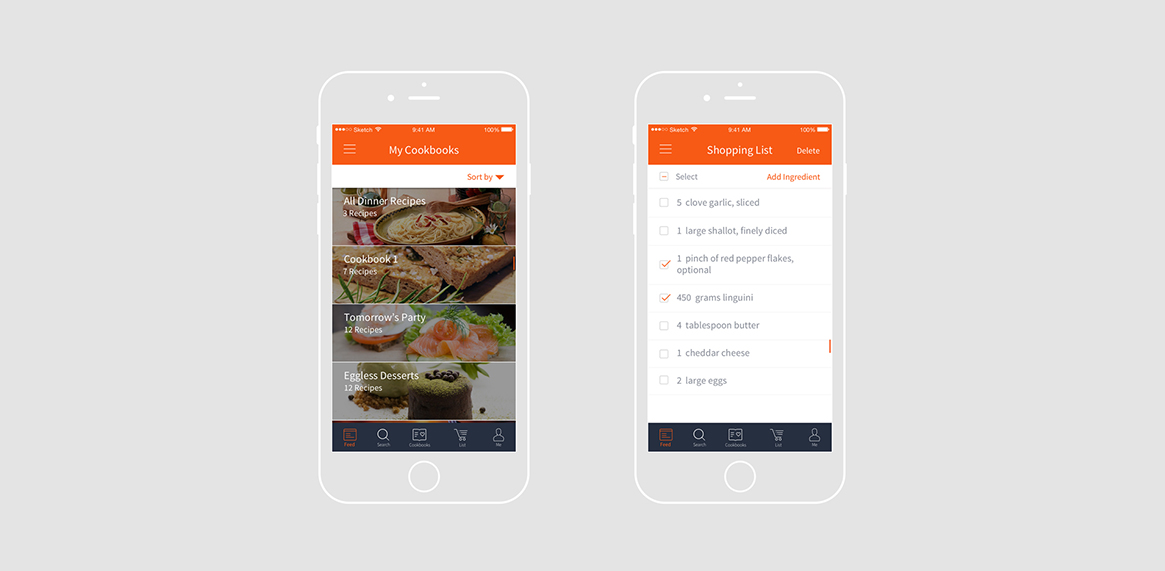 Sketch 9:41 AM 100%
My Cookbooks
Sort by
All Dinner Recipes
3 Recipes
Cookbook 1
7 Recipes
Tomorrow's Party
12 Recipes
Eggless Desserts
12 Recipes
Feed Search Cookbooks List Me
Sketch 9:41 AM 100%
Shopping List Delete
Select Add Ingredient
5 clove garlic, sliced
1 large shallot, finely diced
1 pinch of red pepper flakes,
optional
450 grams linguini
4 tablespoon butter
1 cheddar cheese
2 large eggs
Feed Search Cookbooks List Me